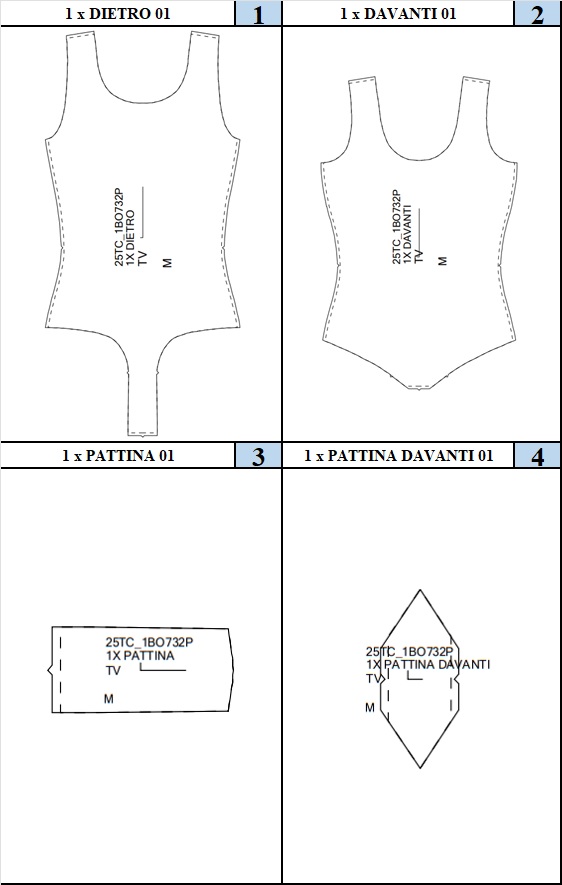 1 x DIETRO 01
1
1 x DAVANTI 01
2
25TC_1BO732P
1X DIETRO
TV
M
25TC_1BO732P
1X DAVANTI
TV
M
1 x PATTINA 01
3
1 x PATTINA DAVANTI 01
4
25TC_1BO732P
1X PATTINA
TV
M
25TC_1BO732P
1X PATTINA DAVANTI
TV
M